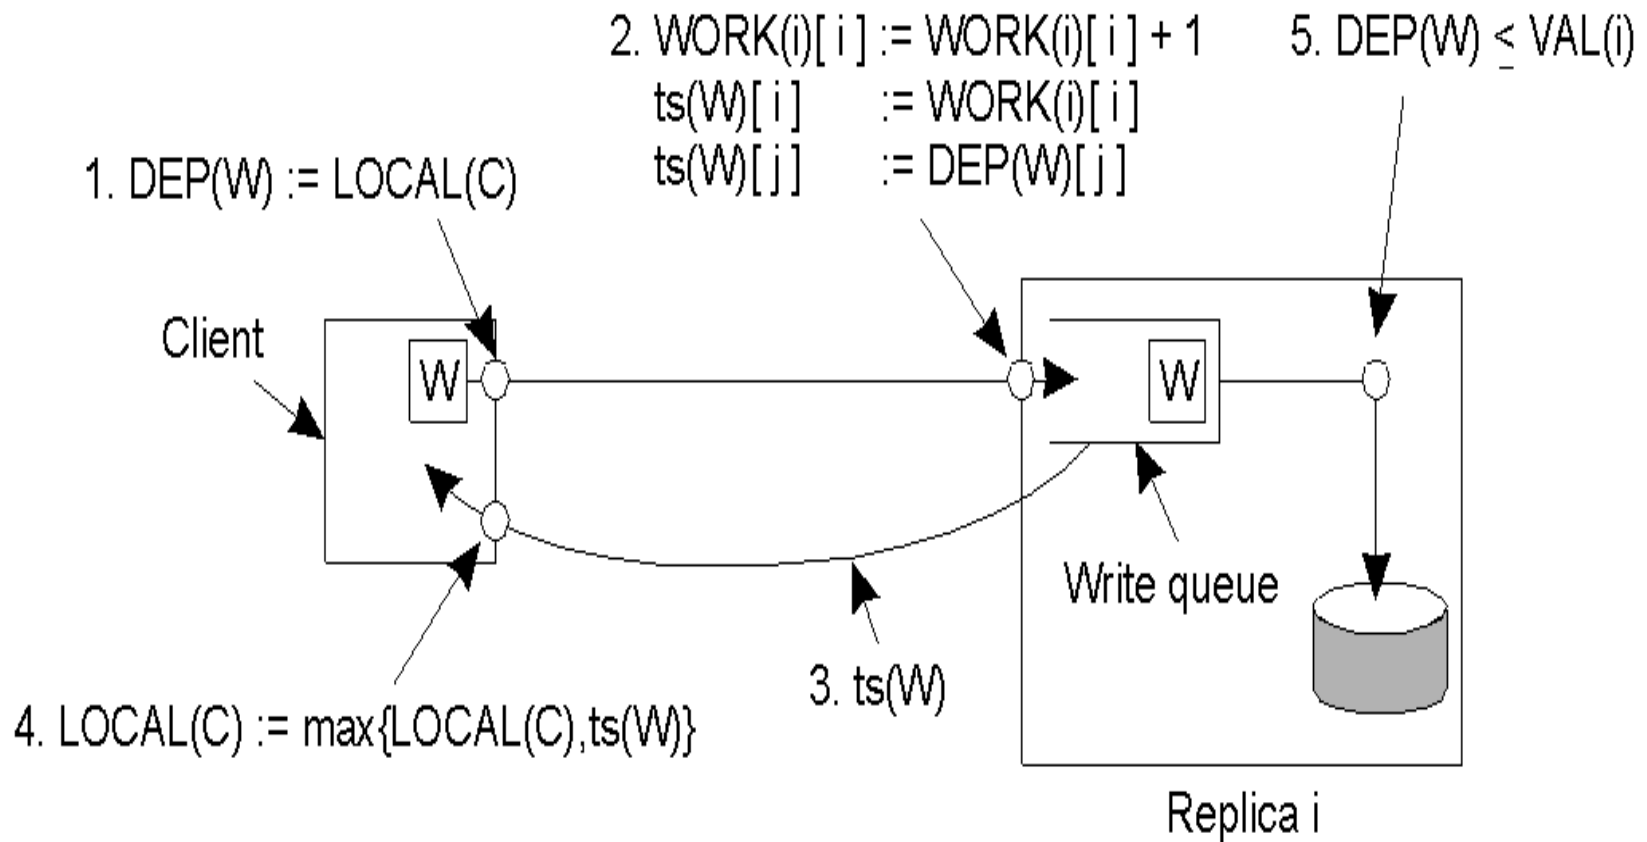 2. WORK(i)[ i ] := WORK(i)[ i ] + 1
ts(W)[ i ] := WORK(i)[ i ]
ts(W)[ j ] := DEP(W)[ j ]
5. DEP(W) ≤ VAL(i)
1. DEP(W) := LOCAL(C)
Client
W
W
Write queue
3. ts(W)
4. LOCAL(C) := max{LOCAL(C),ts(W)}
Replica i